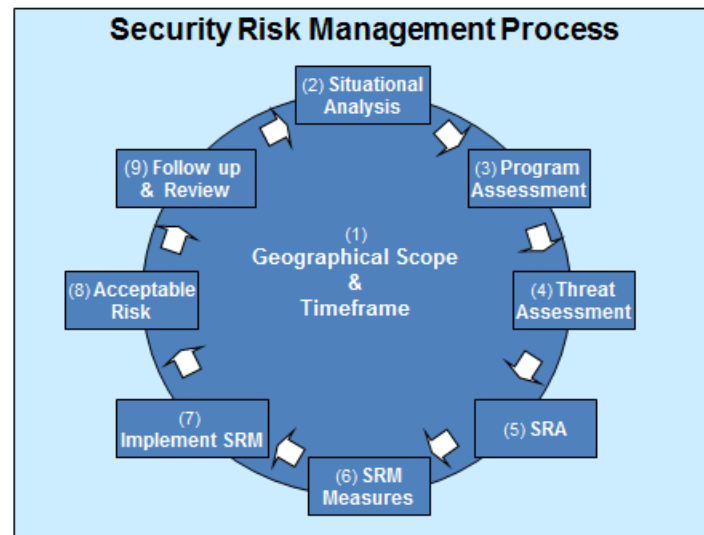 Security Risk Management Process
(2) Situational
Analysis
(3) Program
Assessment
(4) Threat
Assessment
(5) SRA
(6) SRM
Measures
(7)
Implement SRM
(8) Acceptable
Risk
(9) Follow up
& Review
(1)
Geographical Scope
&
Timeframe